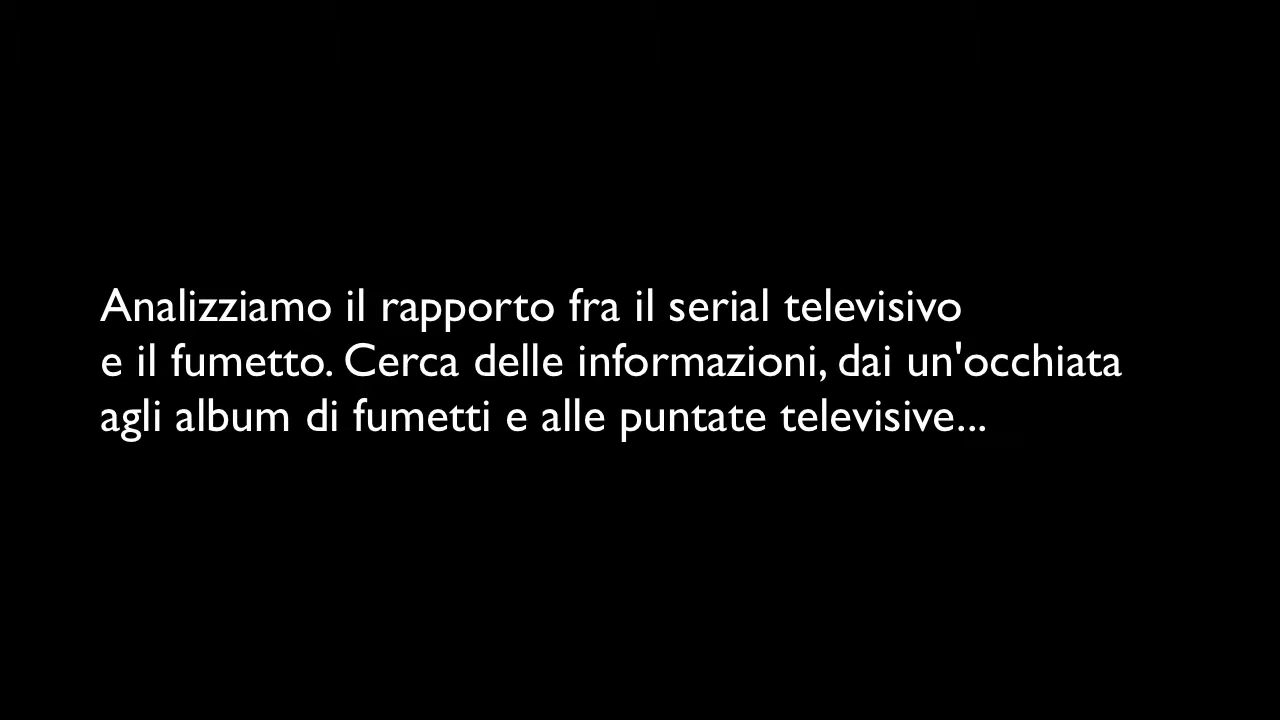 Analizziamo il rapporto fra il serial televisivo
e il fumetto. Cerca delle informazioni, dai un'occhiata
agli album di fumetti e alle puntate televisive...